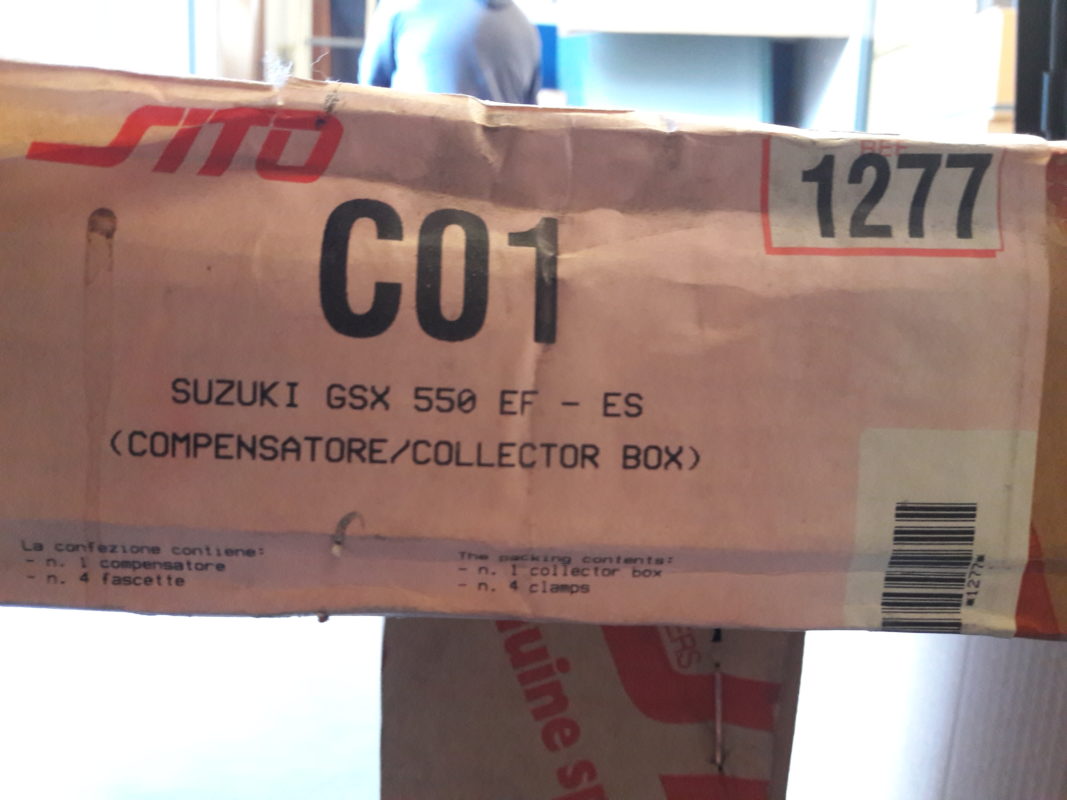 SITO
REF
1277
C01
SUZUKI GSX 550 EF - ES
(COMPENSATORE/COLLECTOR BOX)
La confezione contiene:
- n. 1 compensatore
- n. 4 fascette
The packing contents:
- n. 1 collector box
- n. 4 clamps
*1277*